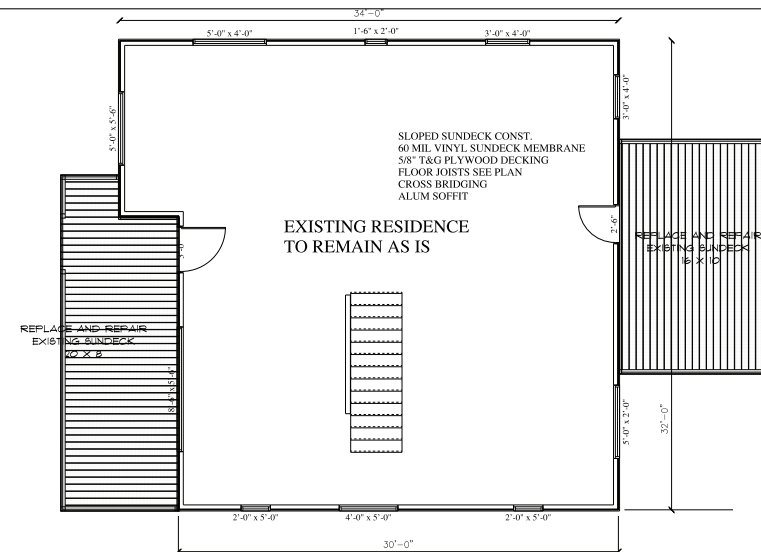 34'-0"
5'-0" x 4'-0"
1'-6" x 2'-0"
3'-0" x 4'-0"
5'-0" x 5'-6"
3'-0" x 4'-0"
SLOPED SUNDECK CONST.
60 MIL VINYL SUNDECK MEMBRANE
5/8" T&G PLYWOOD DECKING
FLOOR JOISTS SEE PLAN
CROSS BRIDGING
ALUM SOFFIT
EXISTING RESIDENCE
TO REMAIN AS IS
2'-6"
REPLACE AND REPAIR
EXISTING SUNDECK
16 X 10
REPLACE AND REPAIR
EXISTING SUNDECK
20 X 8
5'-0" x 2'-0"
32'-0"
2'-0" x 5'-0"
4'-0" x 5'-0"
2'-0" x 5'-0"
30'-0"